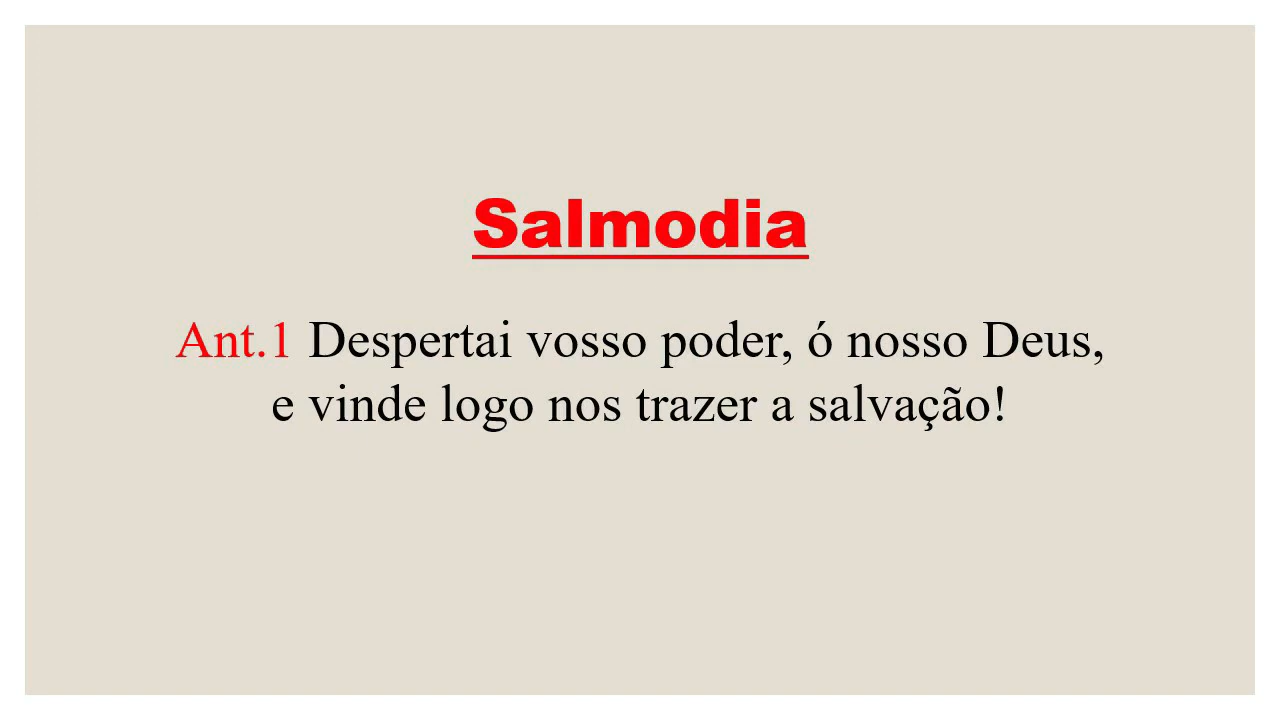 Salmodia
Ant.1 Despertai vosso poder, ó nosso Deus,
e vinde logo nos trazer a salvação!